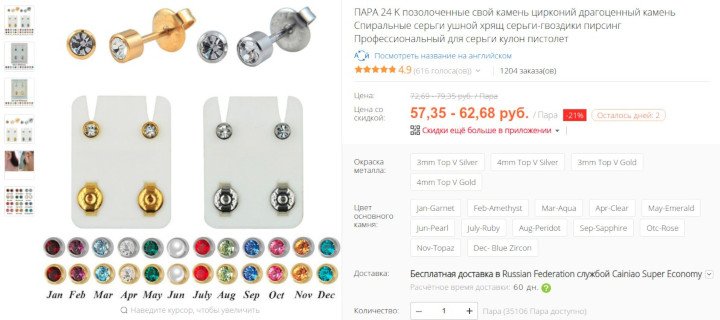 ПАРА 24 K позолоченные свой камень цирконий драгоценный камень
Спиральные серьги ушной хрящ серьги-гвоздики пирсинг
Профессиональный для серьги кулон пистолет
Посмотреть название на английском
4.9 (616 голоса(ов)) 1204 заказа(ов)
Цена: 72,69 - 79,35 руб. / Пара
Цена со скидкой: 57,35 - 62,68 руб. / Пара -21% Осталось дней: 2
Скидки ещё больше в приложении
Окраска металла: 3mm Top V Silver 4mm Top V Silver 3mm Top V Gold
4mm Top V Gold
Цвет основного камня: Jan-Garnet Feb-Amethyst Mar-Aqua Apr-Clear May-Emerald
Jun-Pearl July-Ruby Aug-Peridot Sep-Sapphire Otc-Rose
Nov-Topaz Dec- Blue Zircon
Доставка: Бесплатная доставка в Russian Federation службой Cainiao Super Economy
Расчётное время доставки: 60 дн. ?
Количество: − 1 + Пара (35106 Пара доступно)
Jan Feb Mar Apr May Jun July Aug Sep Oct Nov Dec
Наведите курсор, чтобы увеличить